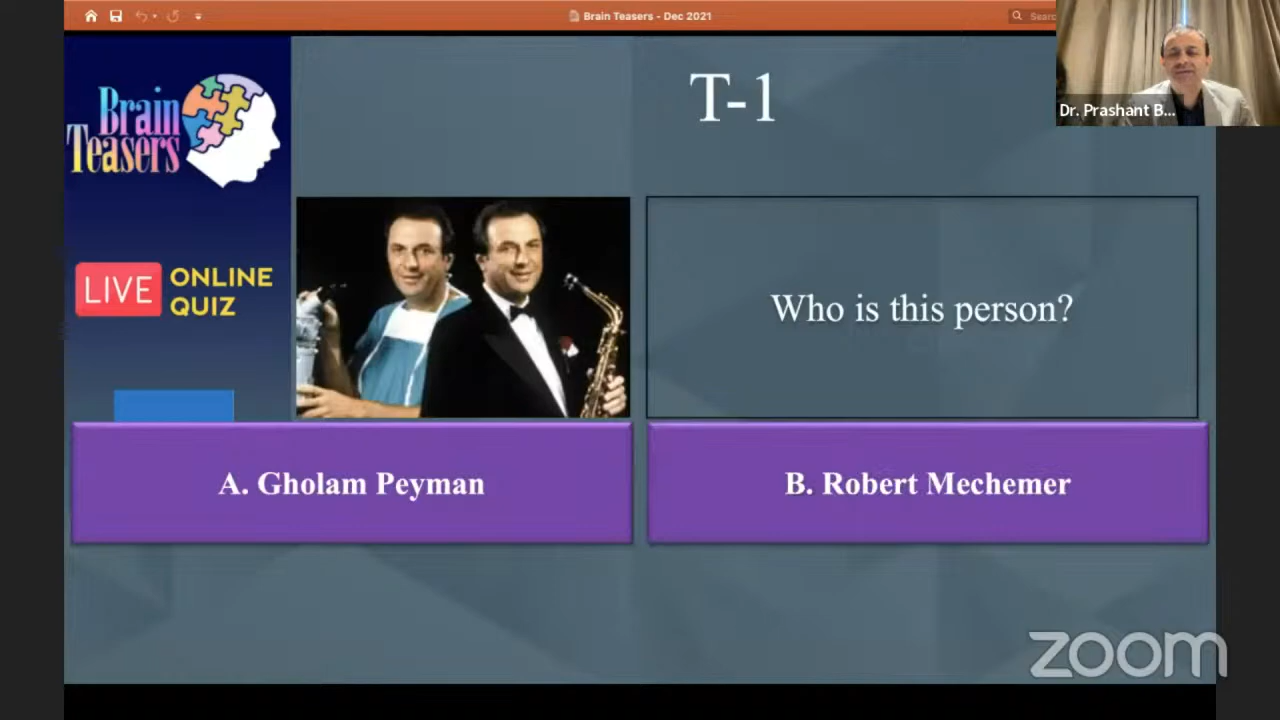 Brain Teasers - Dec 2021
Searc
Brain
Teasers
T-1
Dr. Prashant B...
LIVE ONLINE
QUIZ
Who is this person?
A. Gholam Peyman
B. Robert Mechemer
zoom